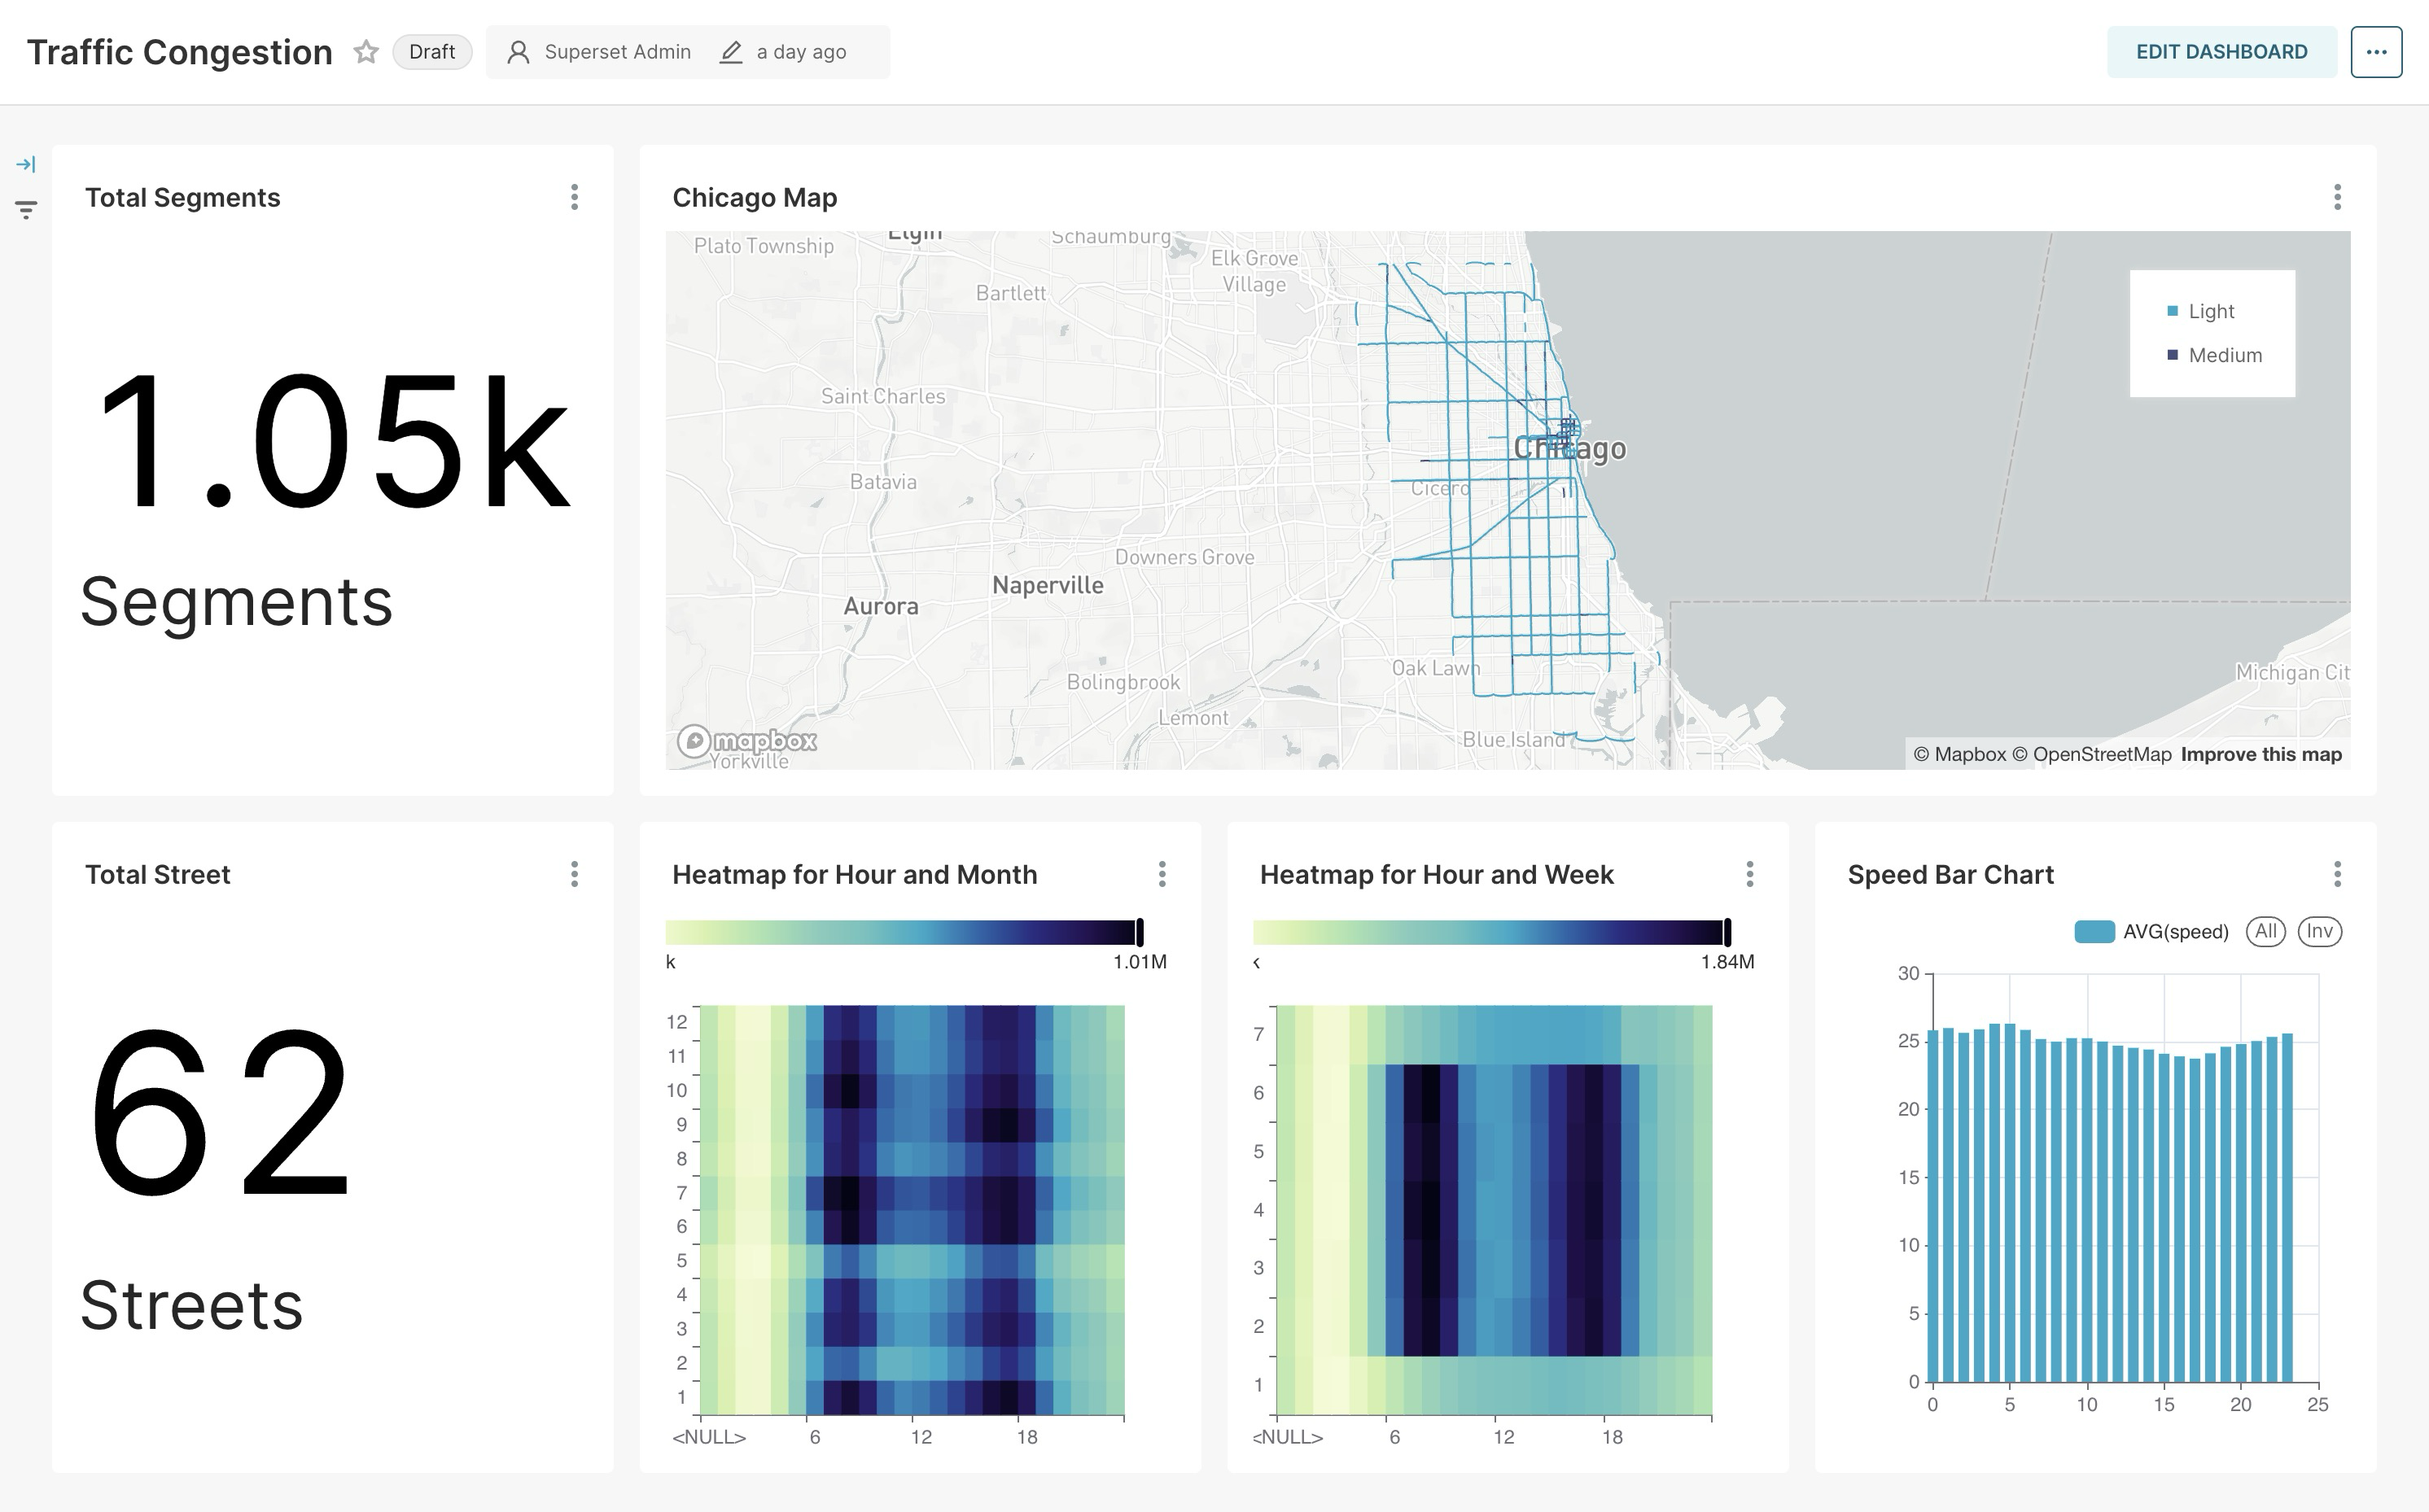 Traffic Congestion
Draft
Superset Admin
a day ago
EDIT DASHBOARD
Total Segments
1.05k
Segments
Chicago Map
Elgin
Schaumburg
Plato Township
Elk Grove
Village
Bartlett
Light
Medium
Saint Charles
Chicago
Batavia
Cicero
Downers Grove
Naperville
Aurora
Oak Lawn
Michigan Cit
Bolingbrook
Lemont
Blue Island
mapbox
Yorkville
© Mapbox © OpenStreetMap Improve this map
Total Street
62
Streets
Heatmap for Hour and Month
k
1.01M
12
11
10
9
8
7
6
5
4
3
2
1
<NULL>
6
12
18
Heatmap for Hour and Week
1.84M
7
6
5
4
3
2
1
<NULL>
6
12
18
Speed Bar Chart
AVG(speed)
All
Inv
30
25
20
15
10
5
0
0
5
10
15
20
25